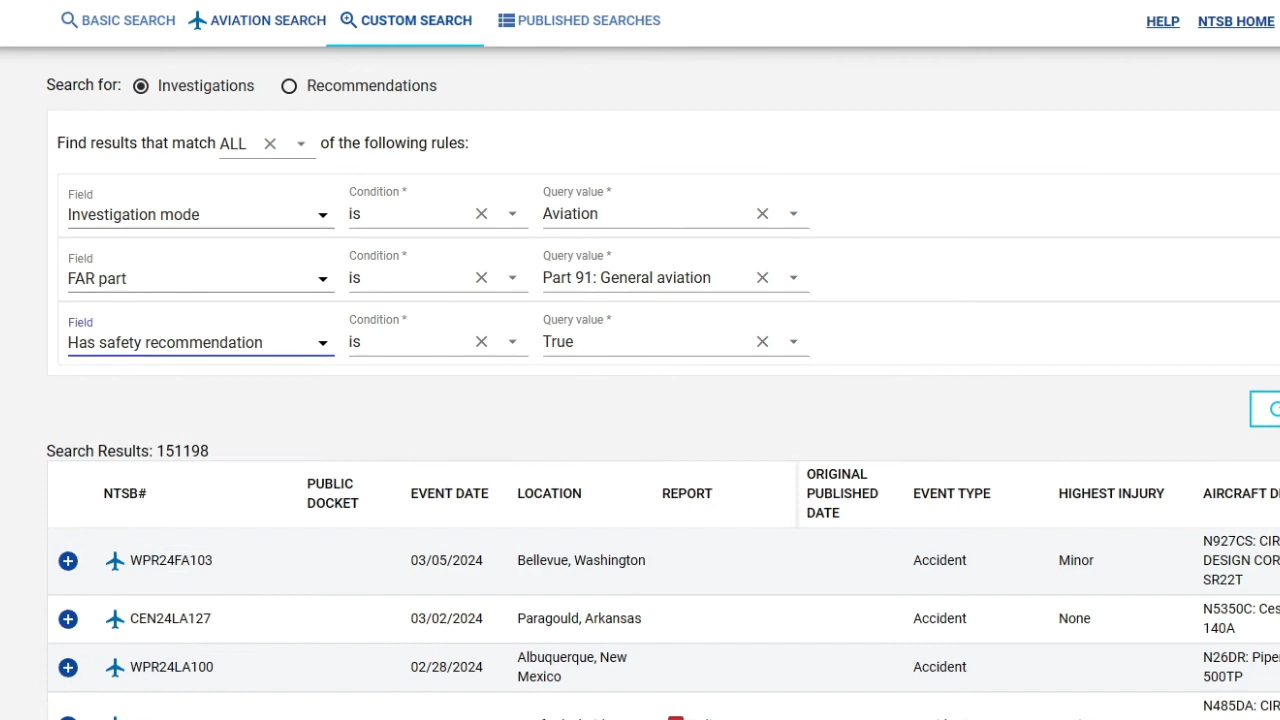 BASIC SEARCH AVIATION SEARCH CUSTOM SEARCH PUBLISHED SEARCHES HELP NTSB HOME
Search for: Investigations Recommendations
Find results that match ALL of the following rules:
Field Condition * Query value *
Investigation mode is Aviation
Field Condition * Query value *
FAR part is Part 91: General aviation
Field Condition * Query value *
Has safety recommendation is True
Search Results: 151198
NTSB# PUBLIC DOCKET EVENT DATE LOCATION REPORT ORIGINAL PUBLISHED DATE EVENT TYPE HIGHEST INJURY AIRCRAFT
WPR24FA103 03/05/2024 Bellevue, Washington Accident Minor N927CS: CIR
DESIGN COR
SR22T
CEN24LA127 03/02/2024 Paragould, Arkansas Accident None N5350C: Ces
140A
WPR24LA100 02/28/2024 Albuquerque, New Mexico Accident N26DR: Pipe
500TP
N485DA: CIR